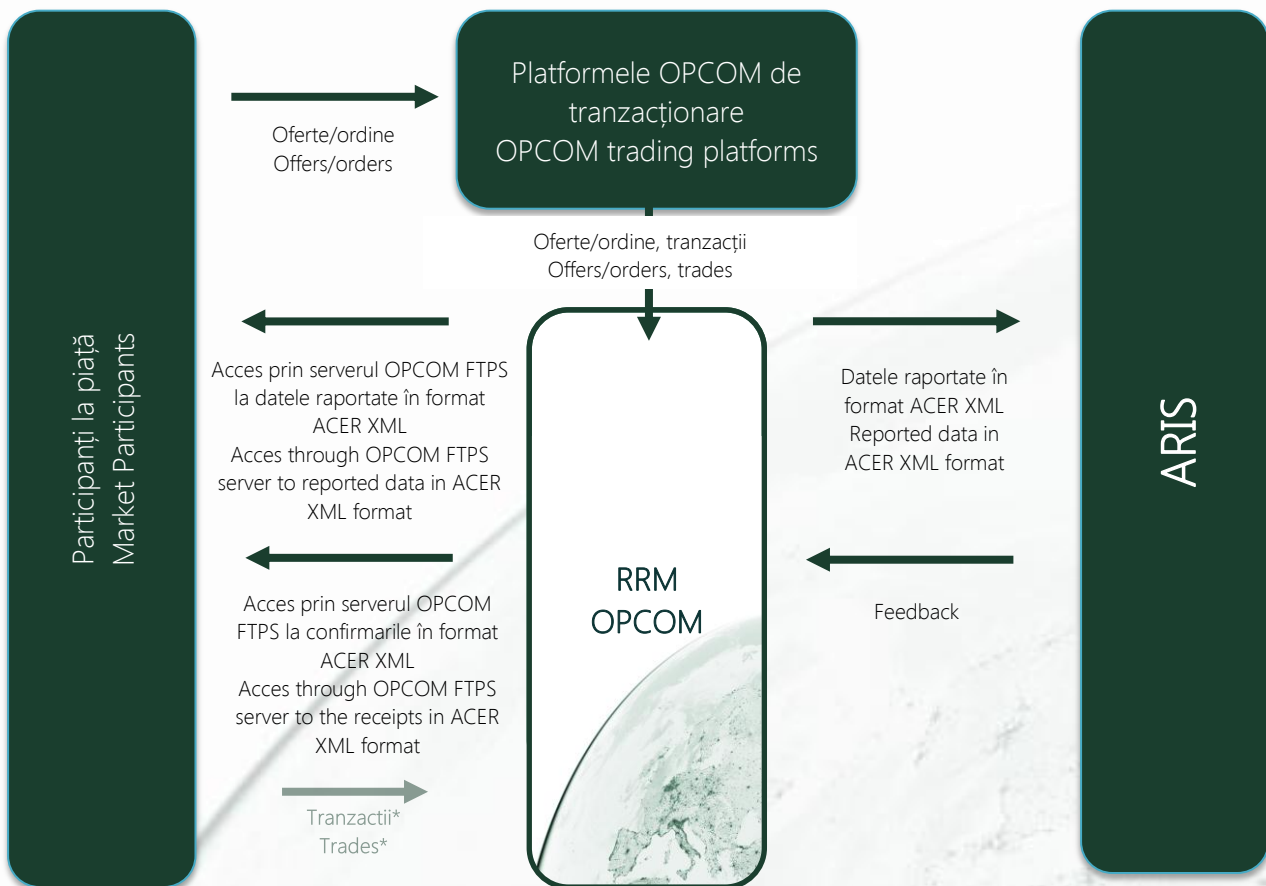 Participanți la piață
Market Participants
Oferte/ordine
Offers/orders
Platformele OPCOM de
tranzacționare
OPCOM trading platforms
Oferte/ordine, tranzacții
Offers/orders, trades
Acces prin serverul OPCOM FTPS
la datele raportate în format
ACER XML
Acces through OPCOM FTPS
server to reported data in ACER
XML format
Acces prin serverul OPCOM
FTPS la confirmarile în format
ACER XML
Acces through OPCOM FTPS
server to the receipts in ACER
XML format
Tranzactii*
Trades*
RRM
OPCOM
Datele raportate în
format ACER XML
Reported data in
ACER XML format
Feedback
ARIS